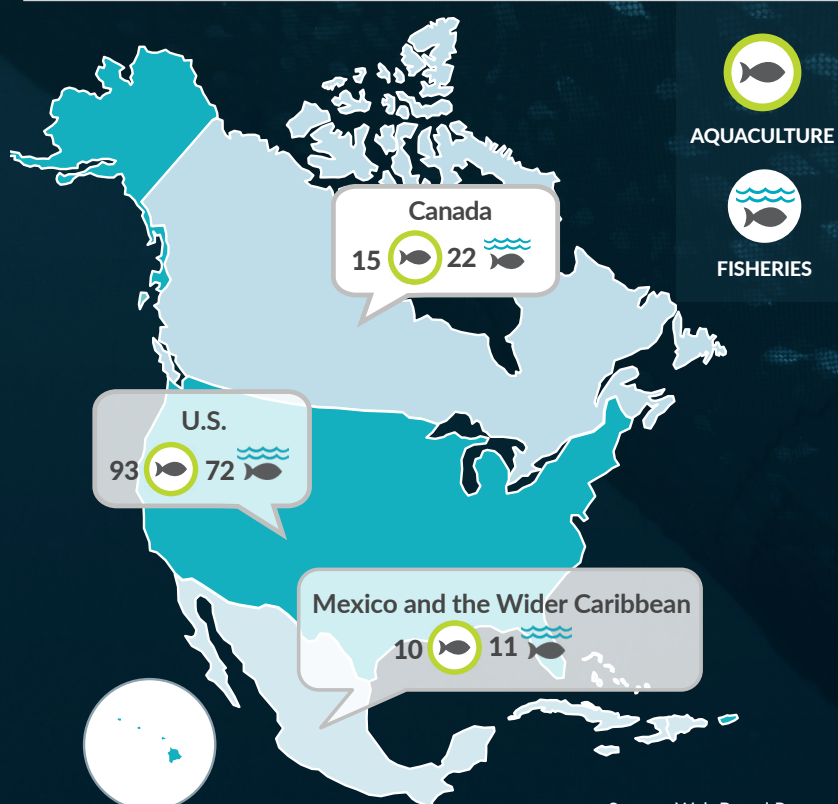 AQUACULTURE
FISHERIES
Canada
15 22
U.S.
93 72
Mexico and the Wider Caribbean
10 11